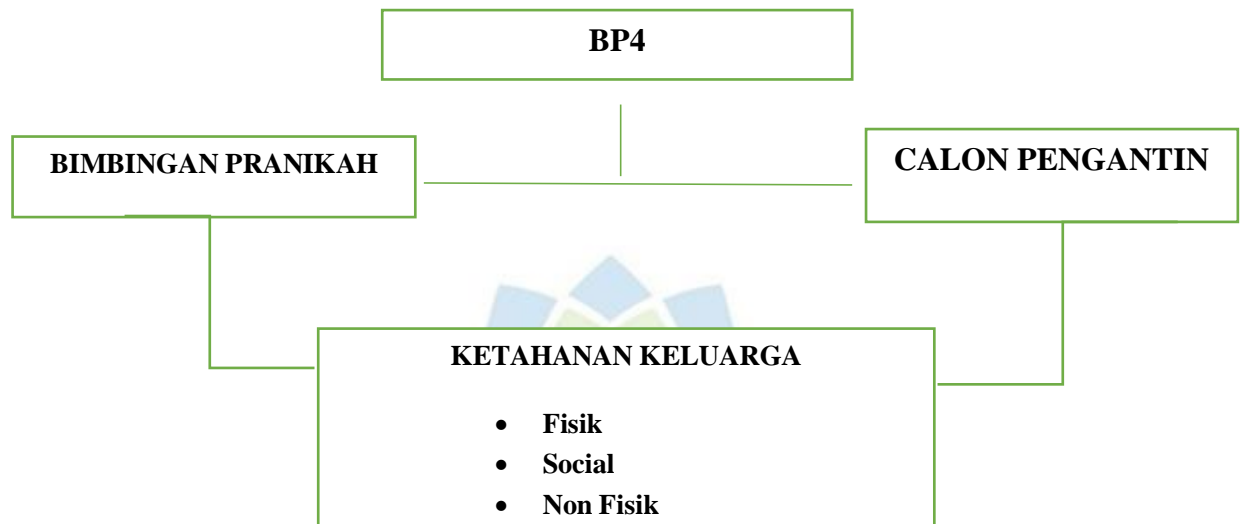 BP4
BIMBINGAN PRANIKAH
CALON PENGANTIN
KETAHANAN KELUARGA
• Fisik
• Social
• Non Fisik